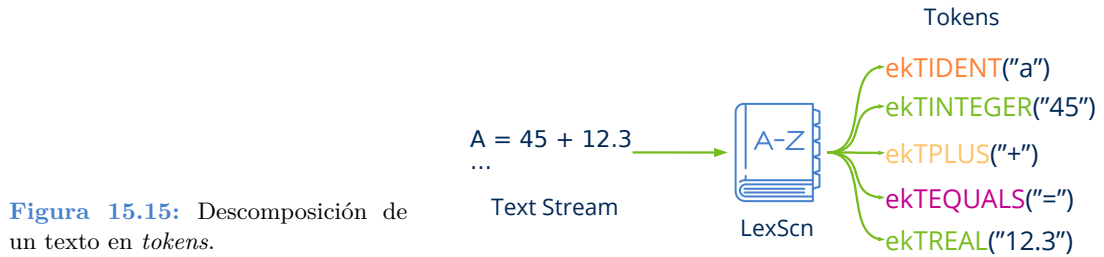 Tokens
ekTIDENT("a")
ekTINTEGER("45")
A = 45 + 12.3
...
A-Z
ekTPLUS("+")
ekTEQUALS("=")
Text Stream
LexScn
ekTREAL("12.3")
Figura 15.15: Descomposición de
un texto en tokens.